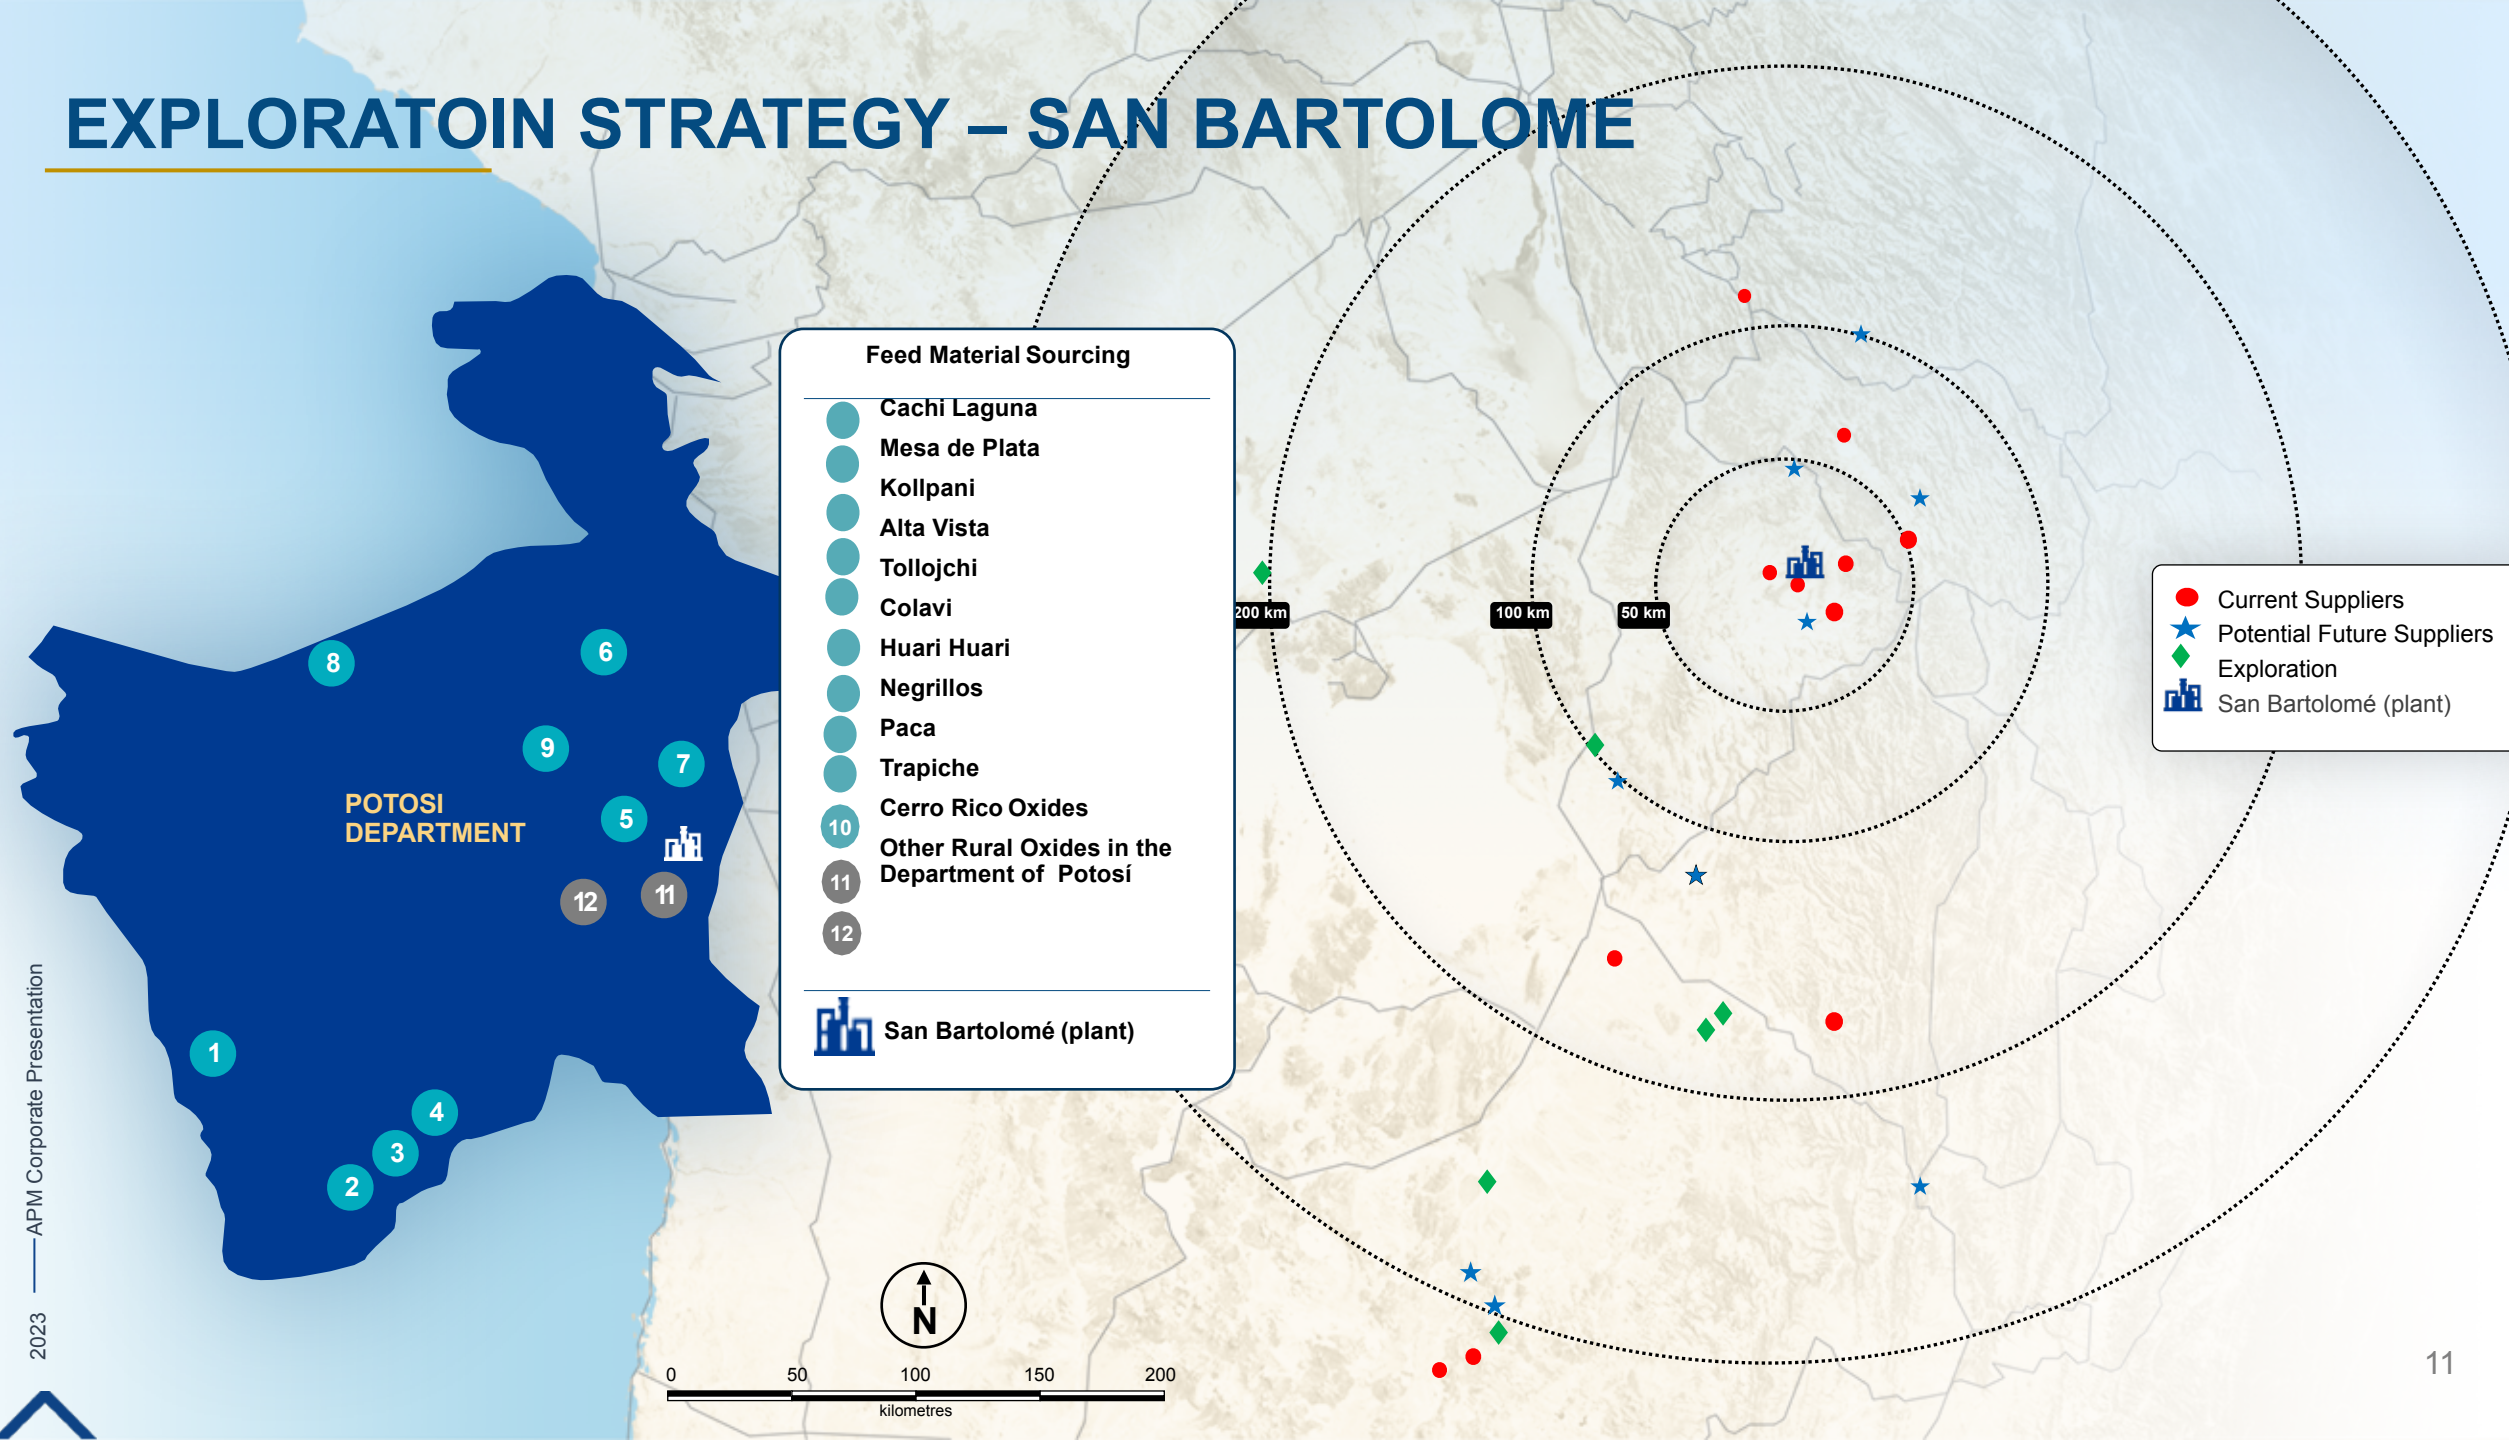 EXPLORATOIN STRATEGY – SAN BARTOLOME
8
6
9
7
POTOSI
DEPARTMENT
5
12
11
1
4
3
2
Feed Material Sourcing
Cachi Laguna
Mesa de Plata
Kollpani
Alta Vista
Tollojchi
Colavi
Huari Huari
Negrillos
Paca
Trapiche
Cerro Rico Oxides
10
Other Rural Oxides in the
Department of Potosí
11
12
San Bartolomé (plant)
200 km
100 km
50 km
Current Suppliers
Potential Future Suppliers
Exploration
San Bartolomé (plant)
N
0 50 100 150 200
kilometres
2023 APM Corporate Presentation
11